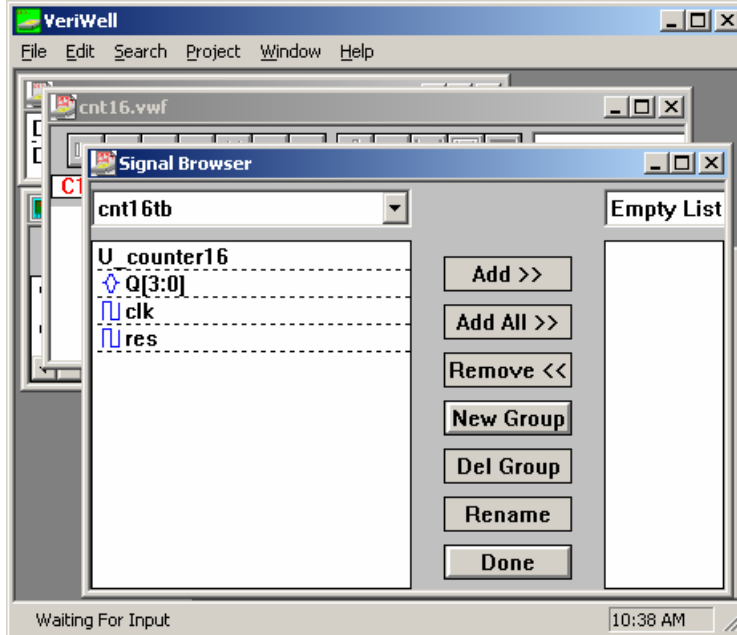 VeriWell
File Edit Search Project Window Help
cnt16.vwf
C1
Signal Browser
cnt16tb
Empty List
U_counter16
Q[3:0]
clk
res
Add >>
Add All >>
Remove <<
New Group
Del Group
Rename
Done
Waiting For Input
10:38 AM